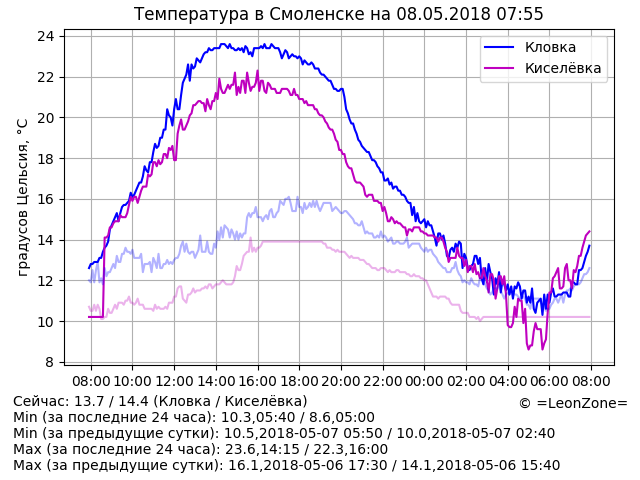 Температура в Смоленске на 08.05.2018 07:55
Кловка
Киселёвка
градусов Цельсия, °C
24
22
20
18
16
14
12
10
8
08:00
10:00
12:00
14:00
16:00
18:00
20:00
22:00
00:00
02:00
04:00
06:00
08:00
© =LeonZone=
Сейчас: 13.7 / 14.4 (Кловка / Киселёвка)
Min (за последние 24 часа): 10.3,05:40 / 8.6,05:00
Min (за предыдущие сутки): 10.5,2018-05-07 05:50 / 10.0,2018-05-07 02:40
Max (за последние 24 часа): 23.6,14:15 / 22.3,16:00
Max (за предыдущие сутки): 16.1,2018-05-06 17:30 / 14.1,2018-05-06 15:40